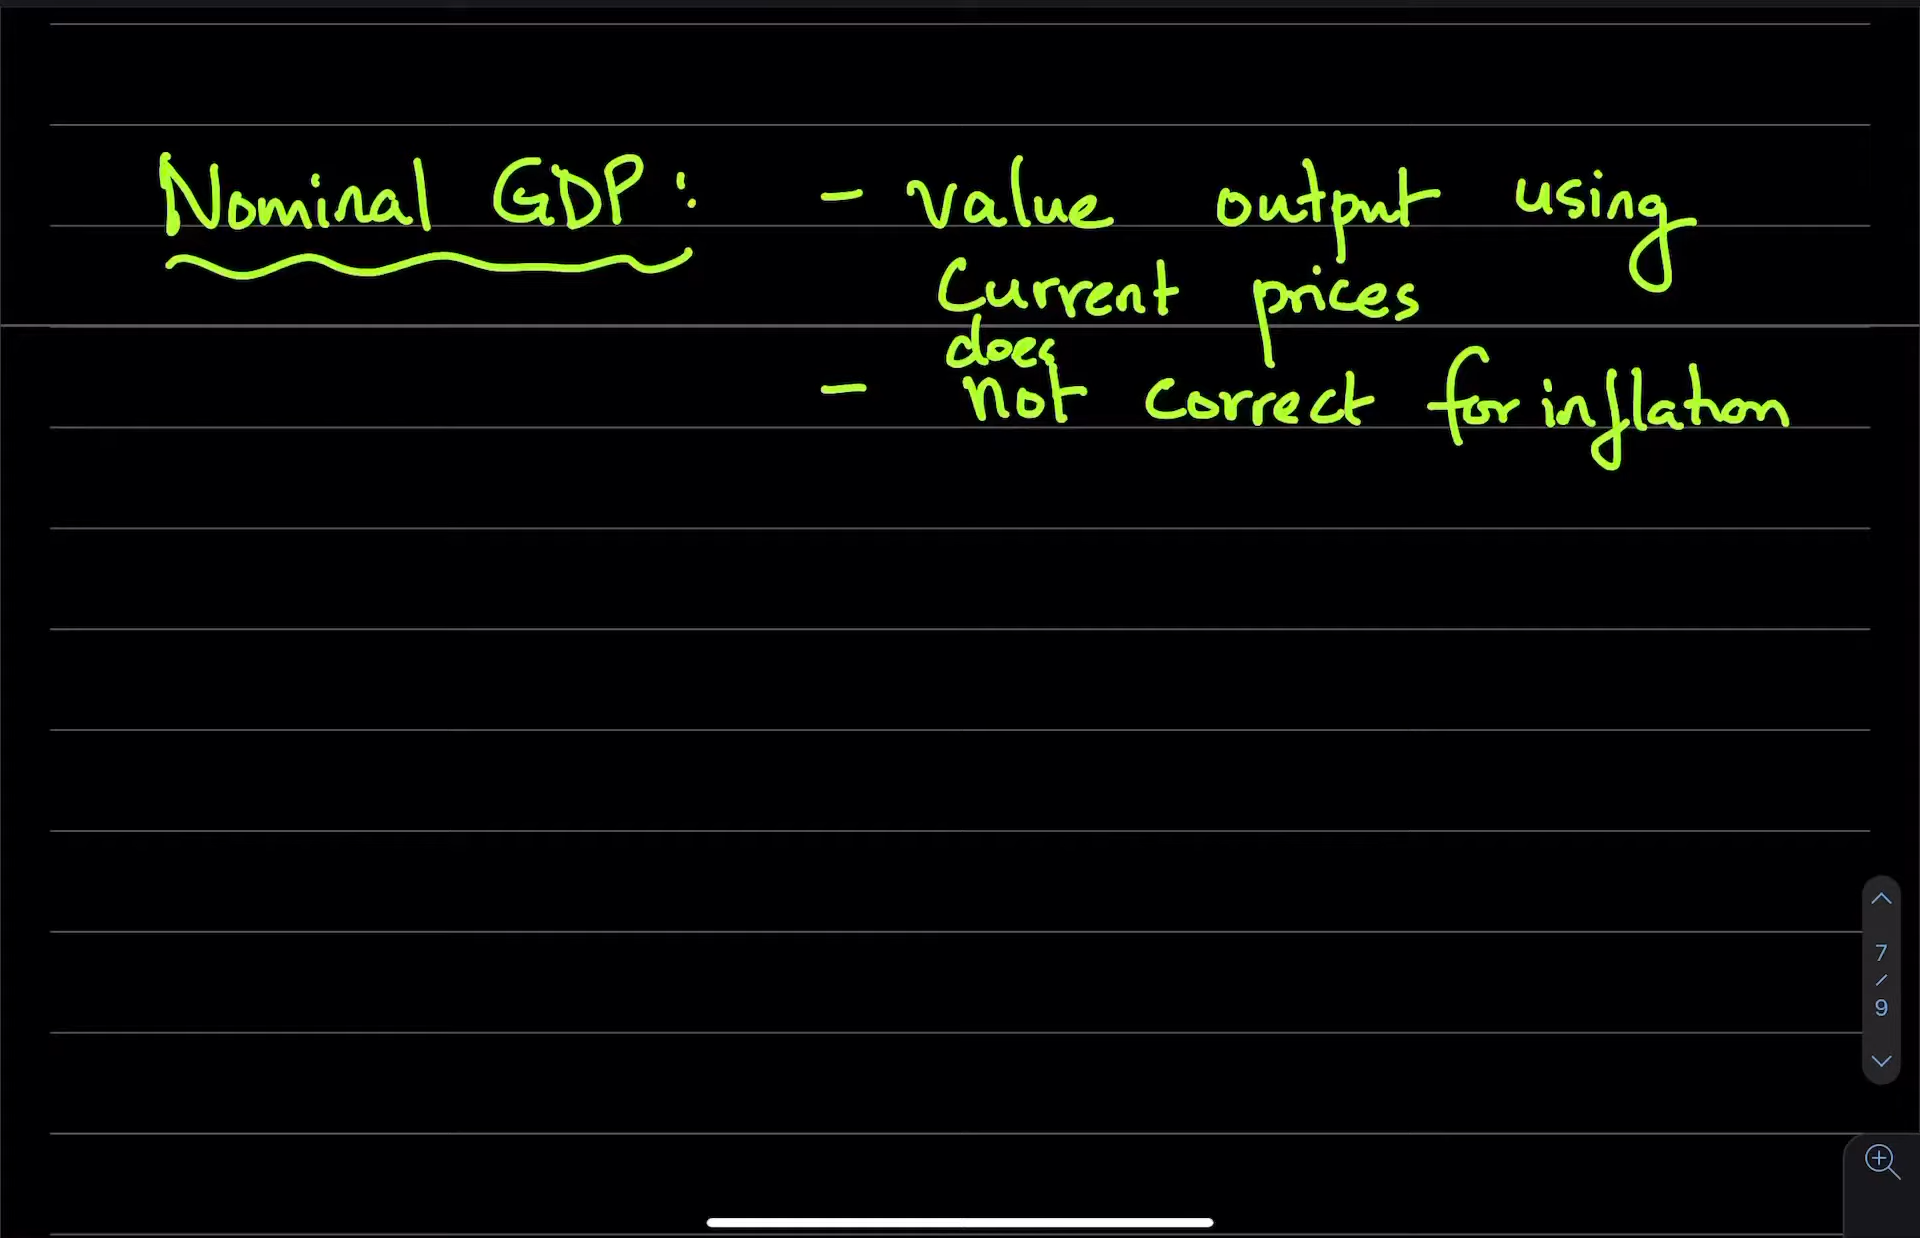 Nominal GDP: - value output using
Current prices
does
- not correct for inflation
7
/
9